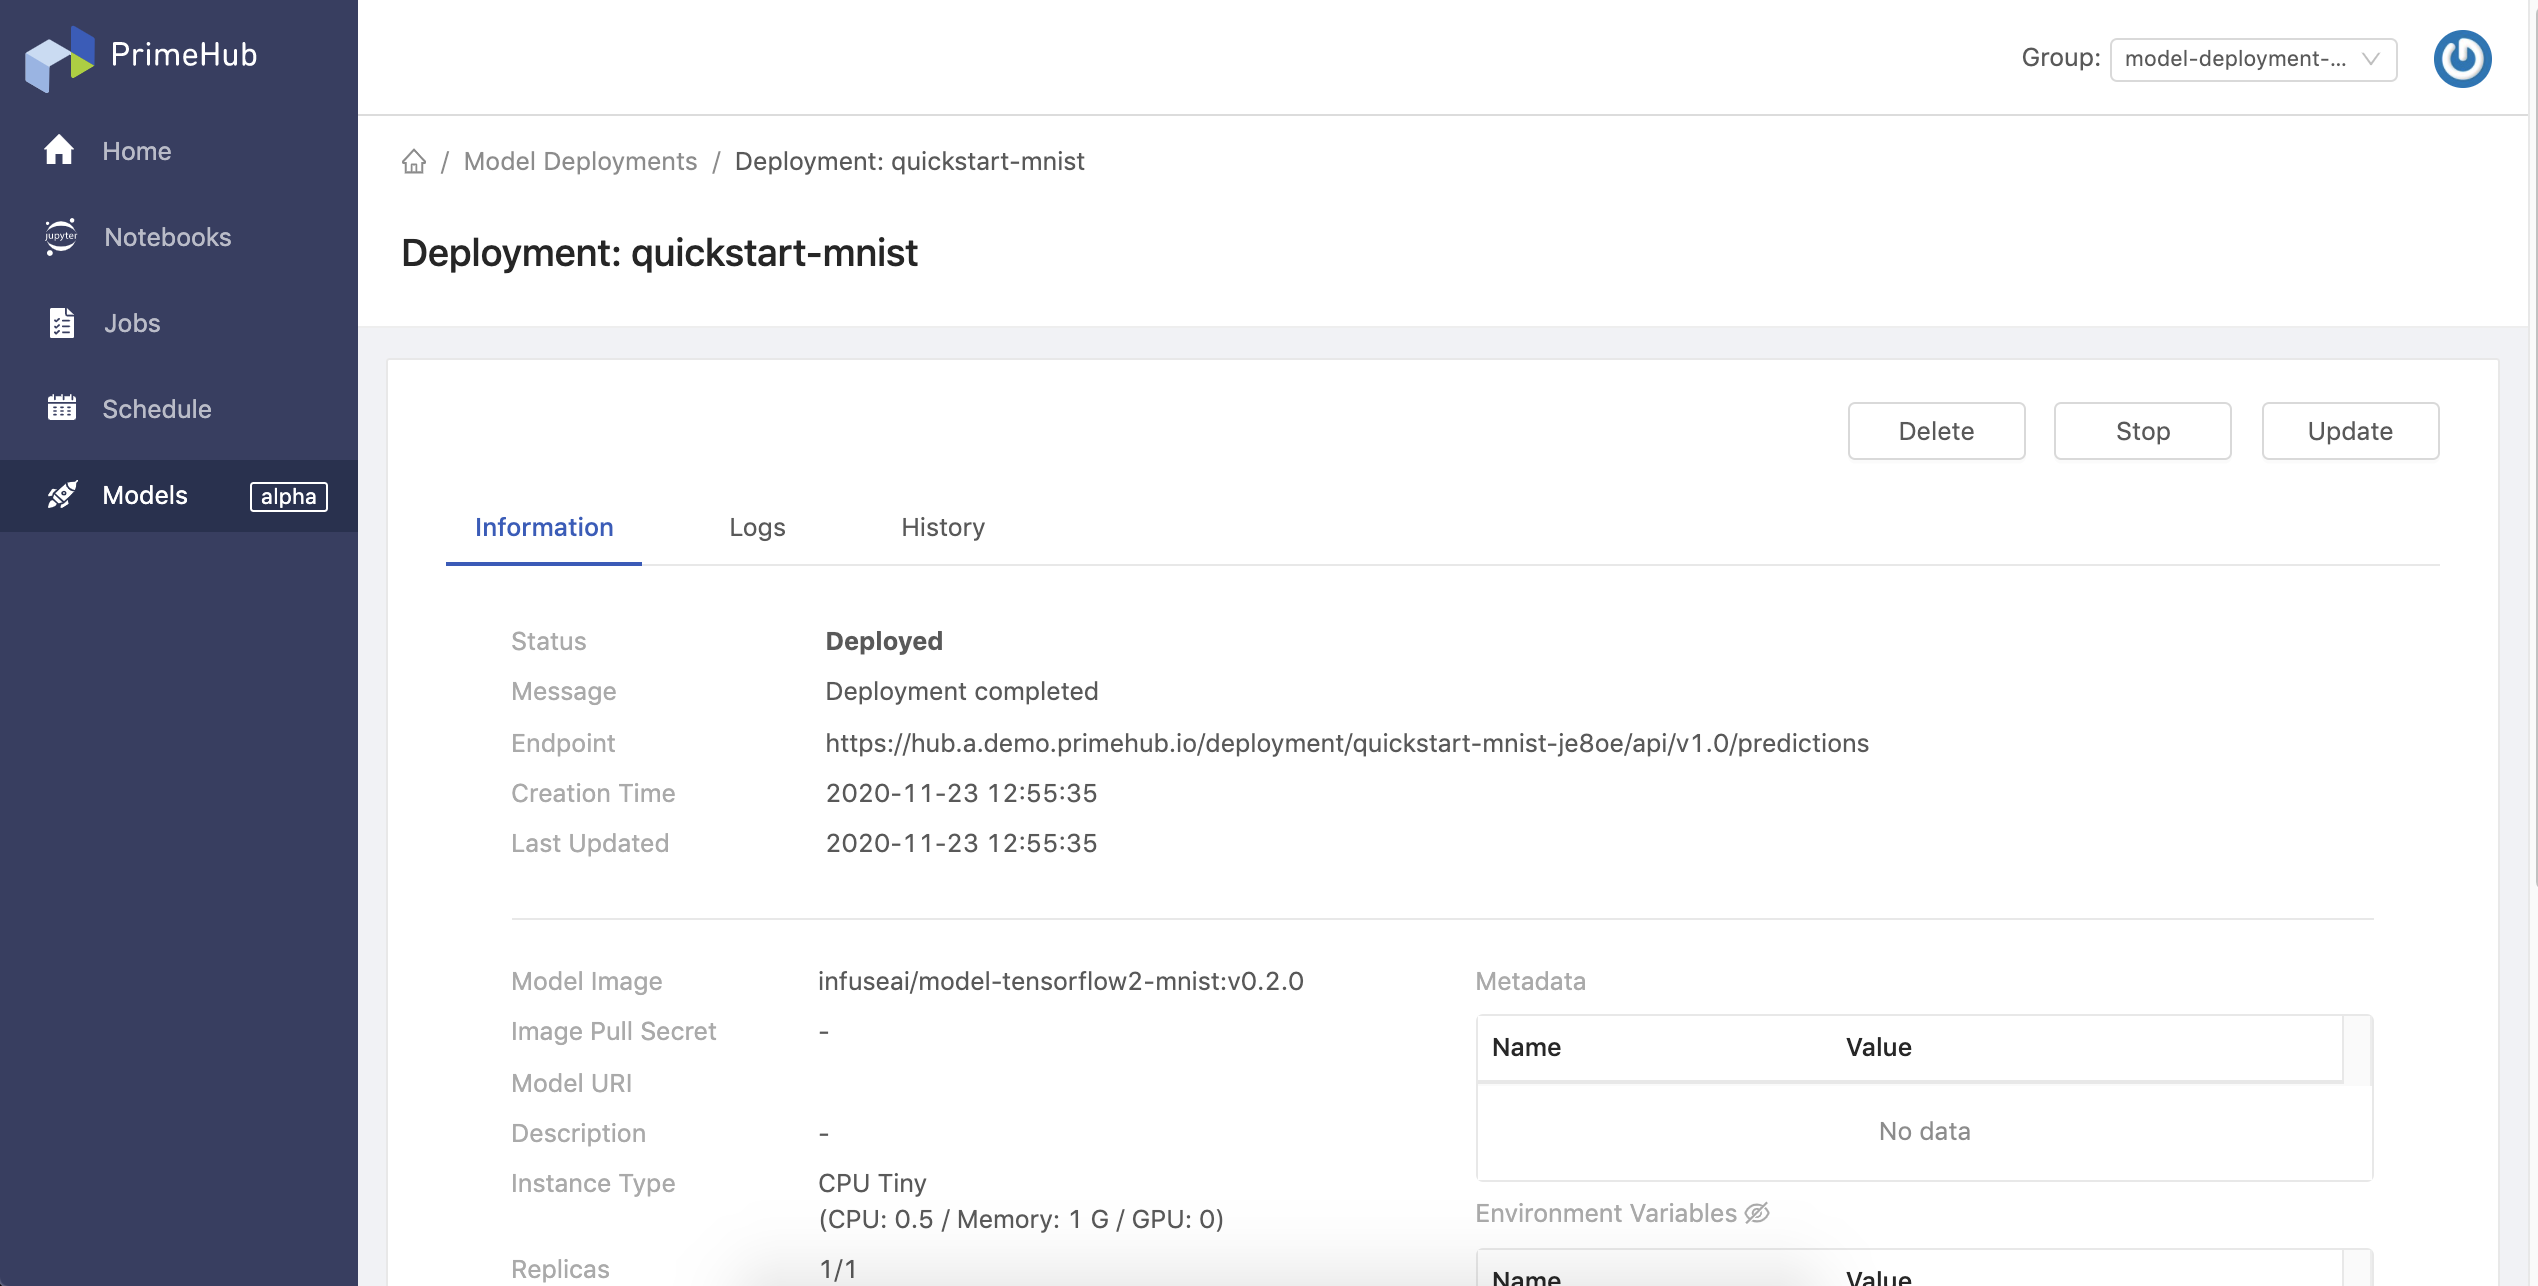 PrimeHub
Group: model-deployment-...
Home
jupyter Notebooks
Jobs
Schedule
Models alpha
/ Model Deployments / Deployment: quickstart-mnist
Deployment: quickstart-mnist
Delete Stop Update
Information Logs History
Status Deployed
Message Deployment completed
Endpoint https://hub.a.demo.primehub.io/deployment/quickstart-mnist-je8oe/api/v1.0/predictions
Creation Time 2020-11-23 12:55:35
Last Updated 2020-11-23 12:55:35
Model Image infuseai/model-tensorflow2-mnist:v0.2.0
Image Pull Secret -
Model URI
Description -
Instance Type CPU Tiny
(CPU: 0.5 / Memory: 1 G / GPU: 0)
Replicas 1/1
Metadata
Name Value
No data
Environment Variables
Name Value